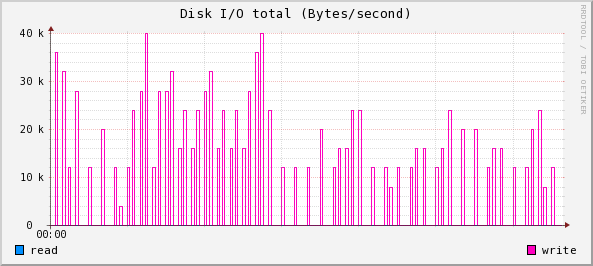 Disk I/O total (Bytes/second)
40 k
30 k
20 k
10 k
0
00:00
read
write
RRDTOOL / TOBI OETIKER